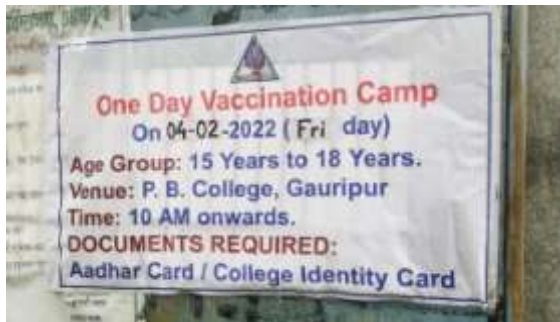 One Day Vaccination Camp
On 04-02-2022 (Fri day)
Age Group: 15 Years to 18 Years.
Venue: P. B. College, Gauripur
Time: 10 AM onwards.
DOCUMENTS REQUIRED:
Aadhar Card / College Identity Card